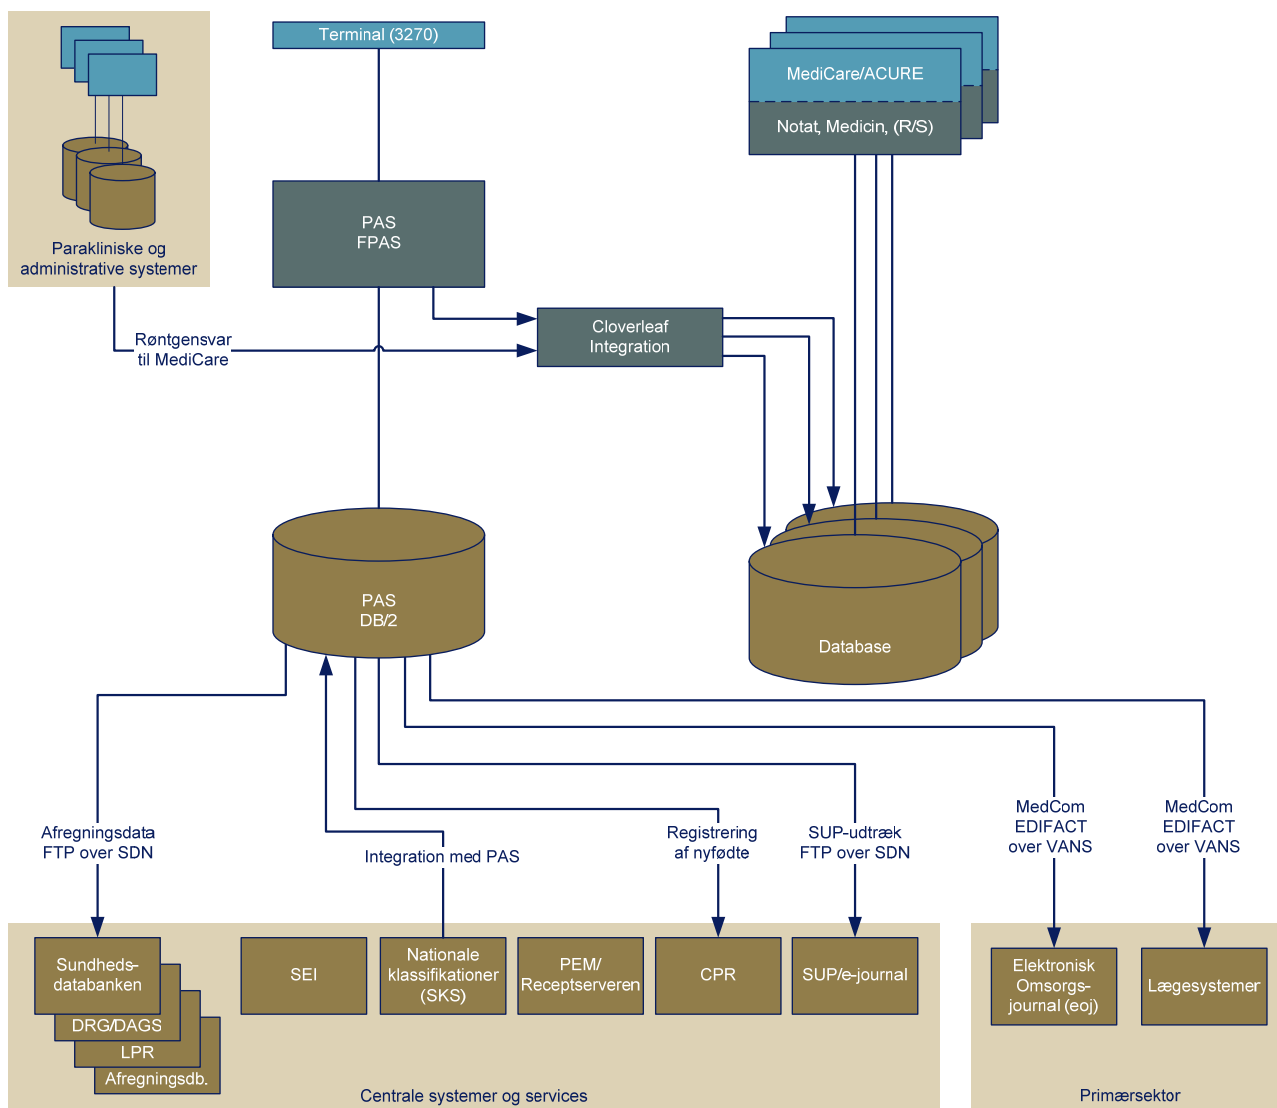 Terminal (3270)
MediCare/ACURE
Notat, Medicin, (R/S)
PAS
FPAS
Parakliniske og
administrative systemer
Cloverleaf
Integration
Røntgensvar
til MediCare
PAS
DB/2
Database
Afregningsdata
FTP over SDN
Integration med PAS
Registrering
af nyfødte
SUP-udtræk
FTP over SDN
MedCom
EDIFACT
over VANS
MedCom
EDIFACT
over VANS
Sundheds-
databanken
DRG/DAGS
LPR
Afregningsdb.
SEI
Nationale
klassifikationer
(SKS)
PEM/
Receptserveren
CPR
SUP/e-journal
Elektronisk
Omsorgs-
journal (eoj)
Lægesystemer
Centrale systemer og services
Primærsektor